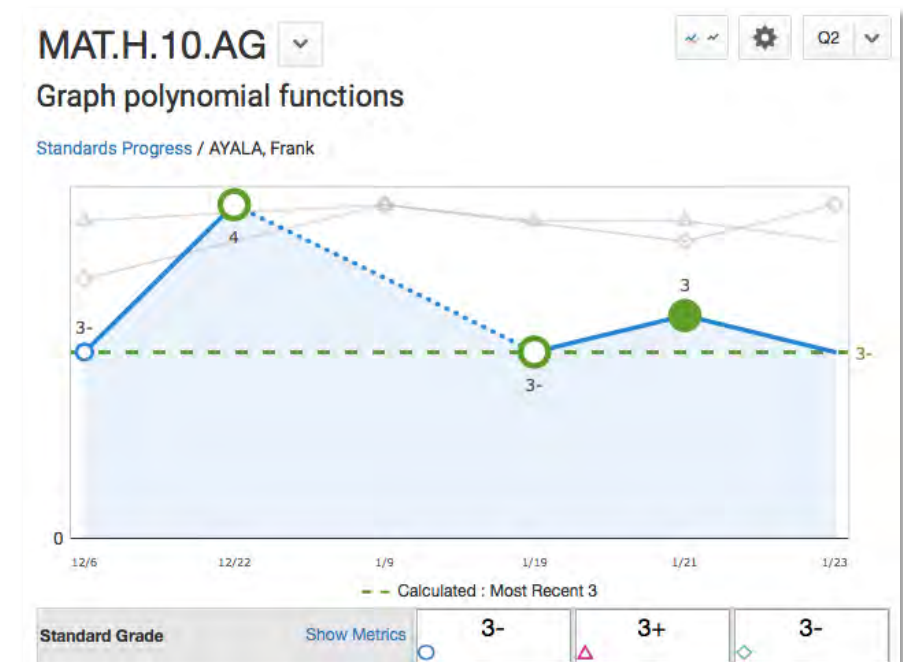 MAT.H.10.AG
Q2
Graph polynomial functions
Standards Progress / AYALA, Frank
4
3-
3
3-
3-
0
12/6 12/22 1/9 1/19 1/21 1/23
Calculated : Most Recent 3
Standard Grade Show Metrics 3- 3+ 3-